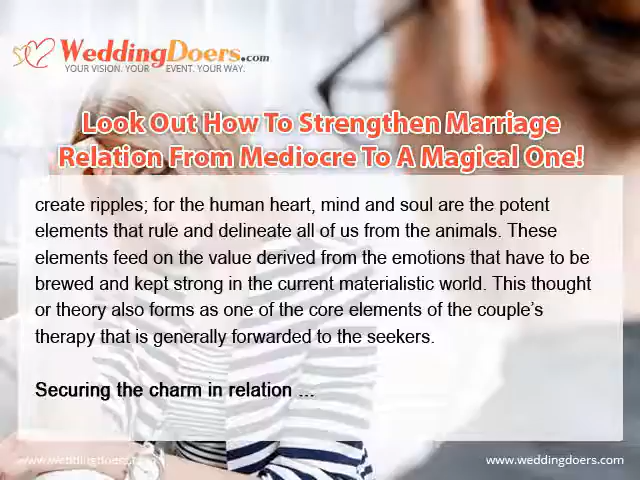 WeddingDoers.com
YOUR VISION. YOUR EVENT. YOUR WAY.
Look Out How To Strengthen Marriage
Relation From Mediocre To A Magical One!
create ripples; for the human heart, mind and soul are the potent
elements that rule and delineate all of us from the animals. These
elements feed on the value derived from the emotions that have to be
brewed and kept strong in the current materialistic world. This thought
or theory also forms as one of the core elements of the couple’s
therapy that is generally forwarded to the seekers.
Securing the charm in relation ...
www.weddingdoers.com
www.weddingdoers.com